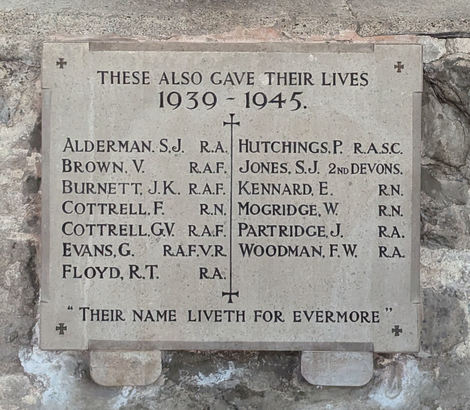 THESE ALSO GAVE THEIR LIVES
1939 - 1945.
ALDERMAN, S.J. R.A.
BROWN, V. R.A.F.
BURNETT, J.K. R.A.F.
COTTRELL, F. R.N.
COTTRELL, G.V. R.A.F.
EVANS, G. R.A.F.V.R.
FLOYD, R.T. R.A.
HUTCHINGS, P. R.A.S.C.
JONES, S.J. 2ND DEVONS.
KENNARD, E. R.N.
MOGRIDGE, W. R.N.
PARTRIDGE, J. R.A.
WOODMAN, F.W. R.A.
"THEIR NAME LIVETH FOR EVERMORE"